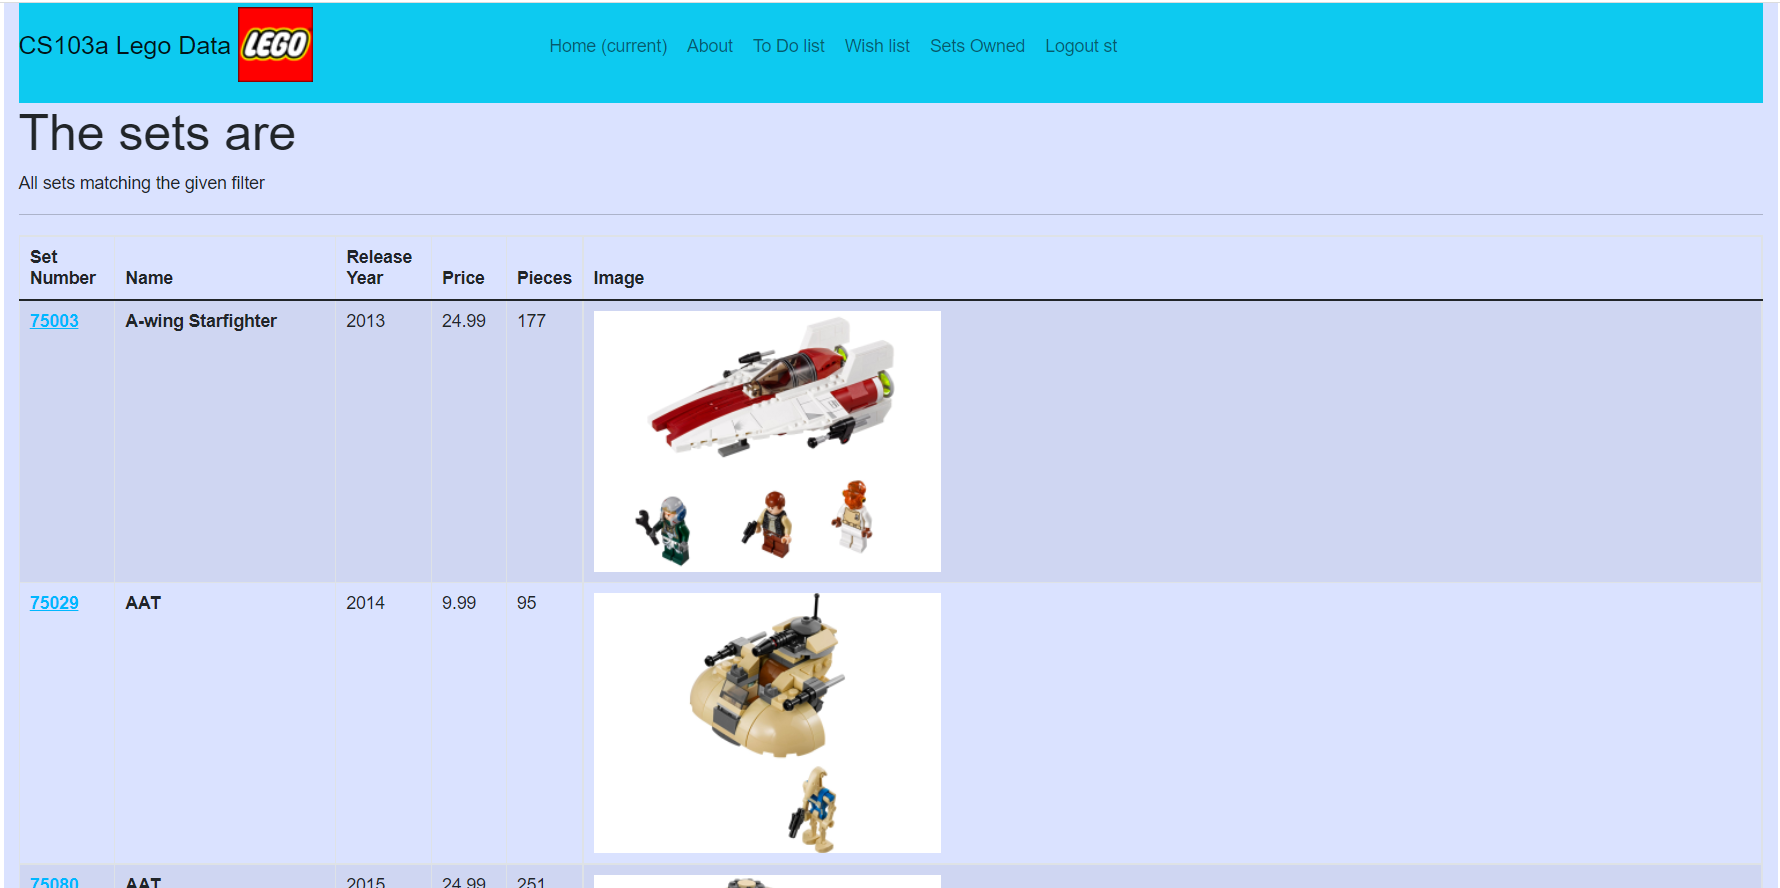 CS103a Lego Data LEGO Home (current) About To Do list Wish list Sets Owned Logout st
The sets are
All sets matching the given filter
Set Number Name Release Year Price Pieces Image
75003 A-wing Starfighter 2013 24.99 177
75029 AAT 2014 9.99 95
75080 AAT 2015 24.99 251